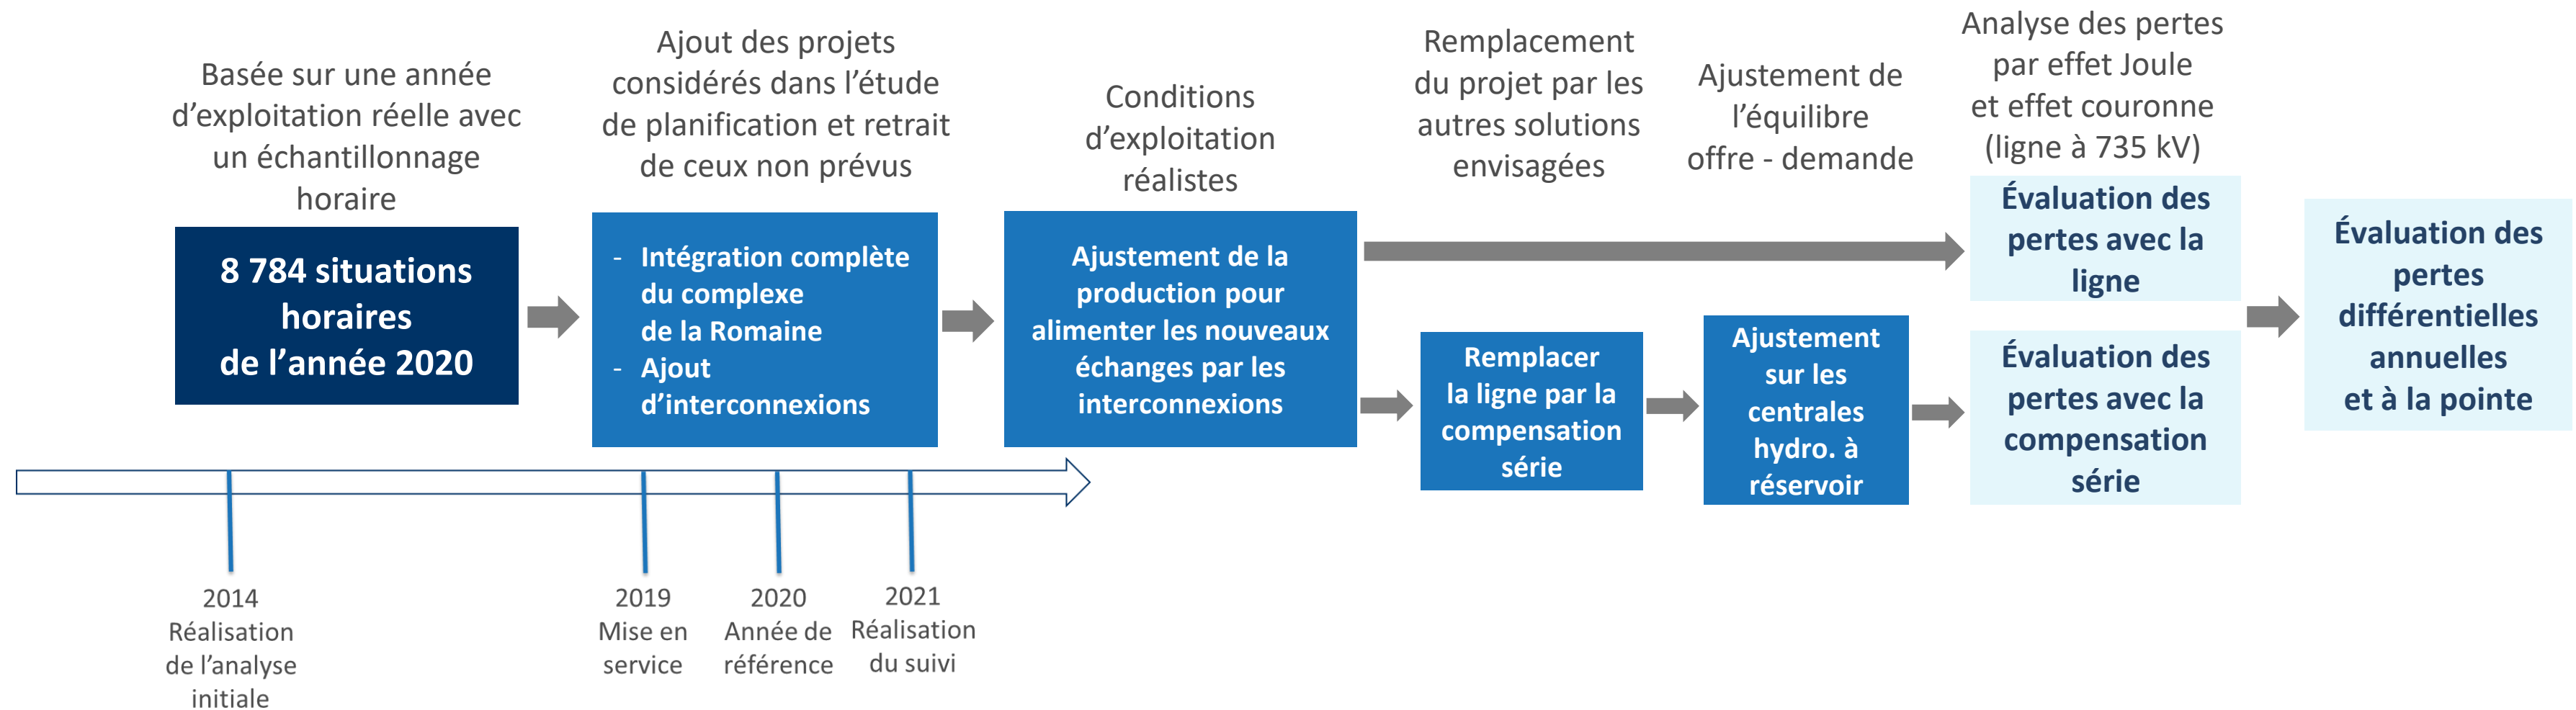 Basée sur une année
d’exploitation réelle avec
un échantillonnage
horaire
8 784 situations
horaires
de l’année 2020
Ajout des projets
considérés dans l’étude
de planification et retrait
de ceux non prévus
- Intégration complète
du complexe
de la Romaine
- Ajout
d’interconnexions
Conditions
d’exploitation
réalistes
Ajustement de la
production pour
alimenter les nouveaux
échanges par les
interconnexions
Remplacement
du projet par les
autres solutions
envisagées
Remplacer
la ligne par la
compensation
série
Ajustement de
l’équilibre
offre - demande
Ajustement
sur les
centrales
hydro. à
réservoir
Analyse des pertes
par effet Joule
et effet couronne
(ligne à 735 kV)
Évaluation des
pertes avec la
ligne
Évaluation des
pertes avec la
compensation
série
Évaluation des
pertes
différentielles
annuelles
et à la pointe
2014
Réalisation
de l’analyse
initiale
2019
Mise en
service
2020
Année de
référence
2021
Réalisation
du suivi